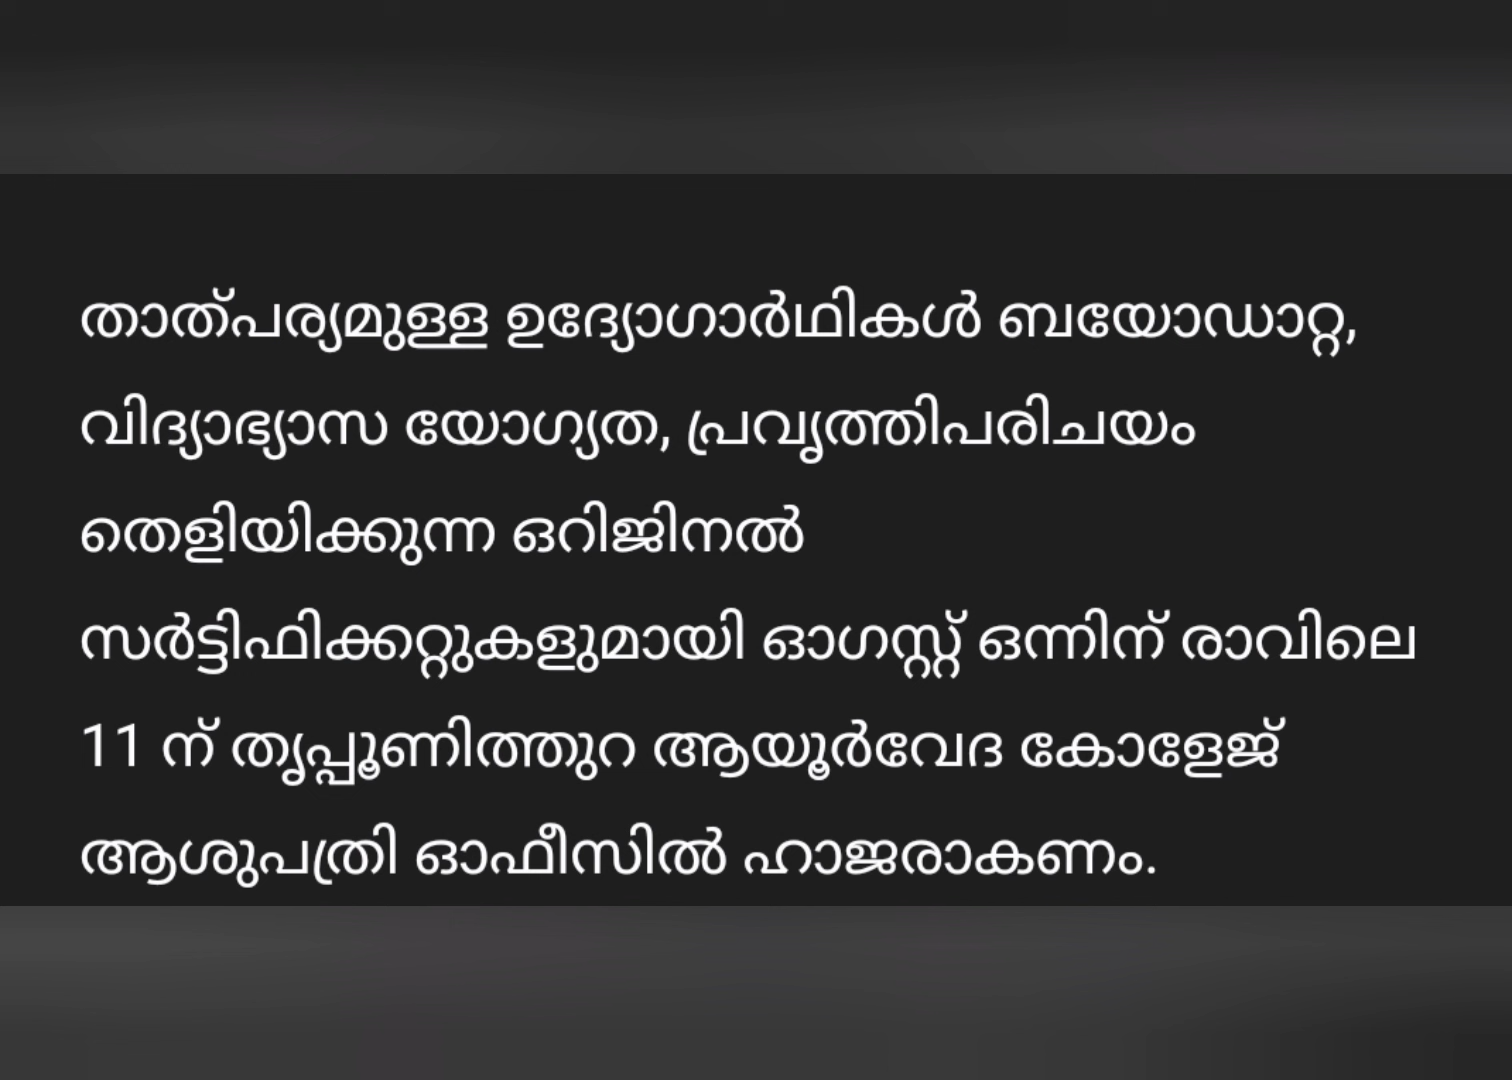 താത്പര്യമുള്ള ഉദ്യോഗാർഥികൾ ബയോഡാറ്റ,
വിദ്യാഭ്യാസ യോഗ്യത, പ്രവൃത്തിപരിചയം
തെളിയിക്കുന്ന ഒറിജിനൽ
സർട്ടിഫിക്കറ്റുകളുമായി ഓഗസ്റ്റ് ഒന്നിന് രാവിലെ
11 ന് തൃപ്പൂണിത്തുറ ആയൂർവേദ കോളേജ്
ആശുപത്രി ഓഫീസിൽ ഹാജരാകണം.